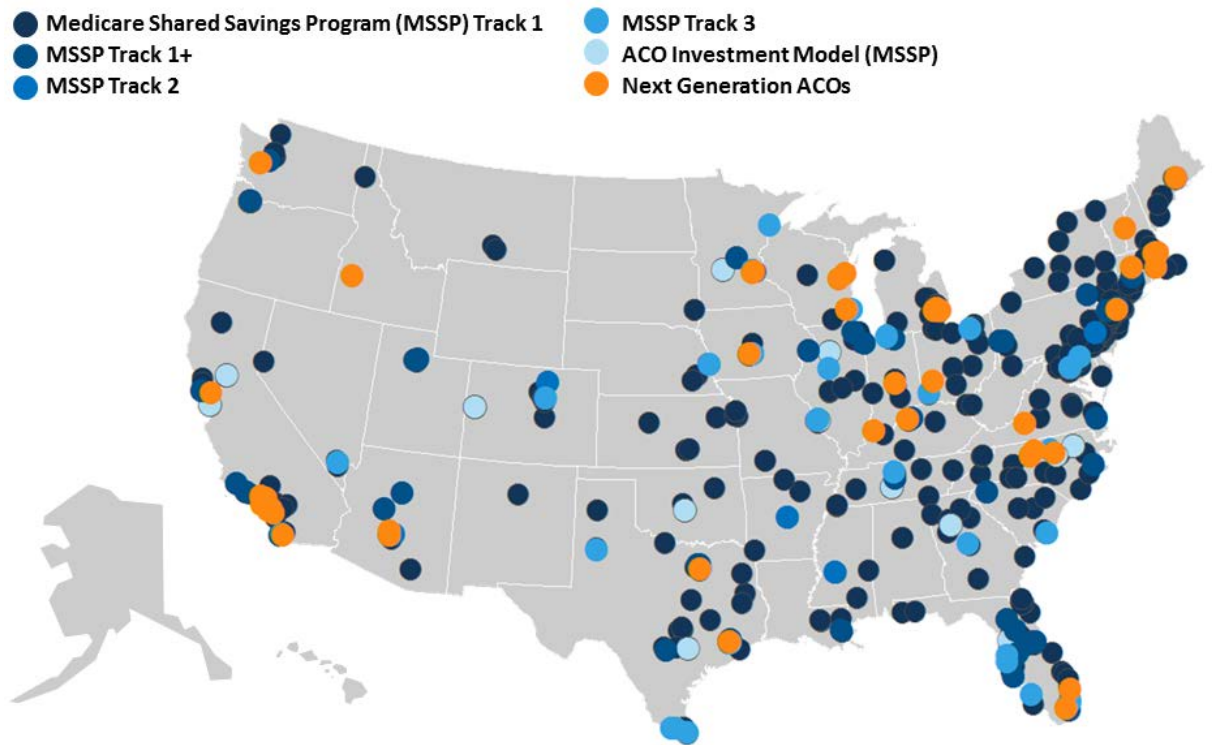 Medicare Shared Savings Program (MSSP) Track 1
MSSP Track 1+
MSSP Track 2
MSSP Track 3
ACO Investment Model (MSSP)
Next Generation ACOs